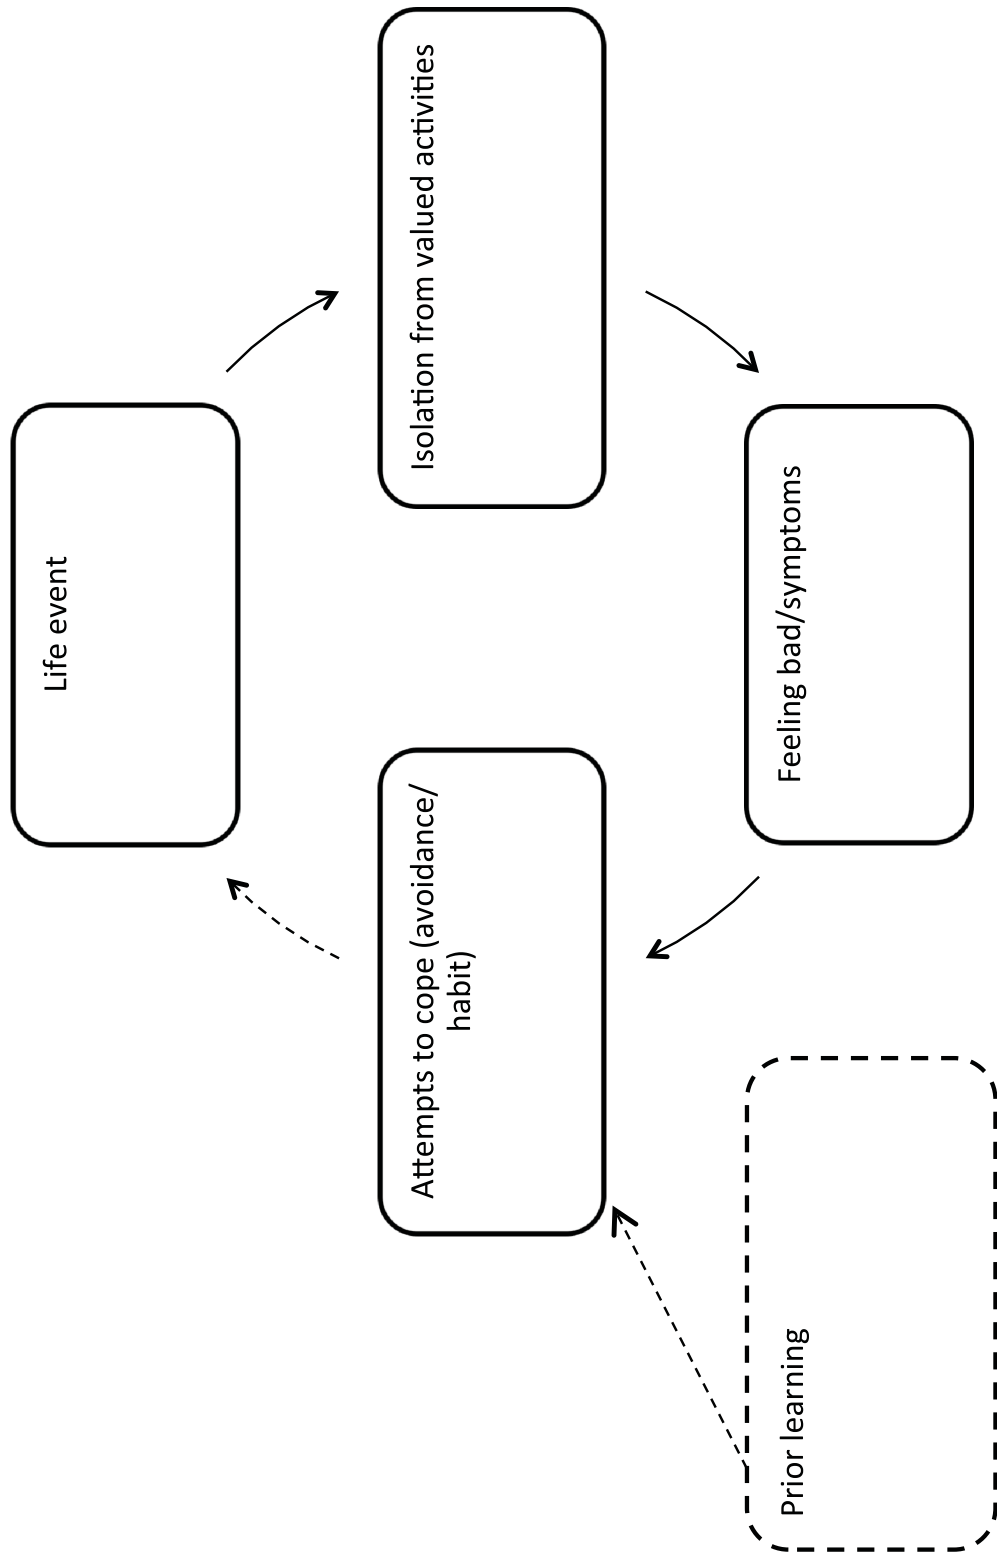 Life event
Isolation from valued activities
Attempts to cope (avoidance/
habit)
Feeling bad/symptoms
Prior learning